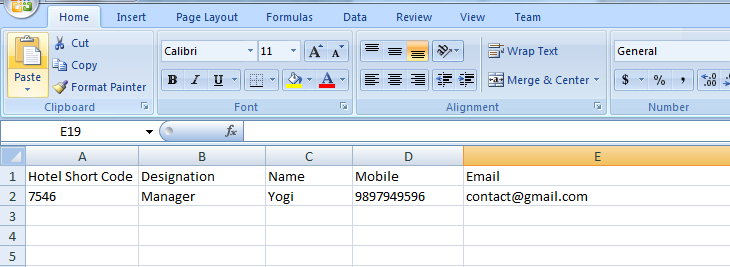 Home Insert Page Layout Formulas Data Review View Team
Paste
Cut
Copy
Format Painter
Clipboard
Calibri 11 A A
B I U A
Font
Wrap Text
Merge & Center
Alignment
General
$ % , .0 .00
Number
E19 fx
A B C D E
1 Hotel Short Code Designation Name Mobile Email
2 7546 Manager Yogi 9897949596 contact@gmail.com
3
4
5